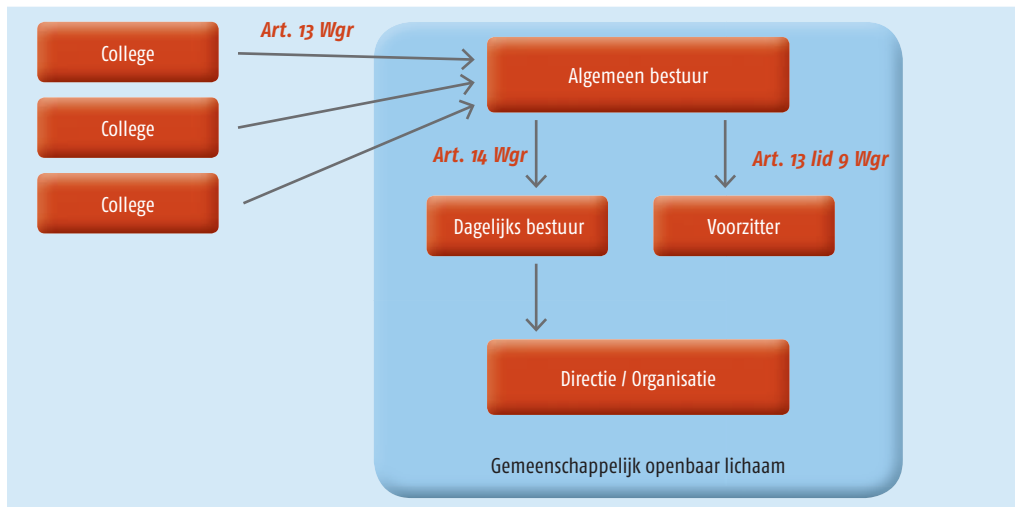 Art. 13 Wgr
College
College
College
Algemeen bestuur
Art. 14 Wgr
Art. 13 lid 9 Wgr
Dagelijks bestuur
Voorzitter
Directie / Organisatie
Gemeenschappelijk openbaar lichaam